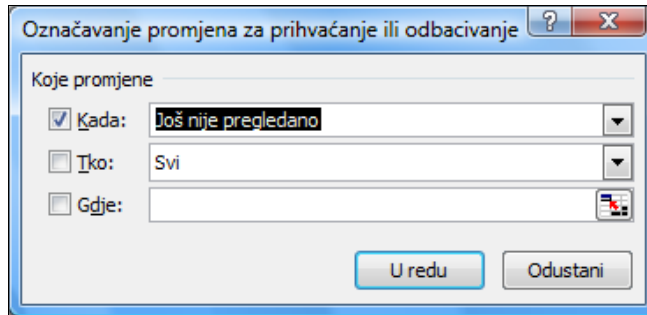 Označavanje promjena za prihvaćanje ili odbacivanje ? X
Koje promjene
Kada: Još nije pregledano
Tko: Svi
Gdje:
U redu Odustani